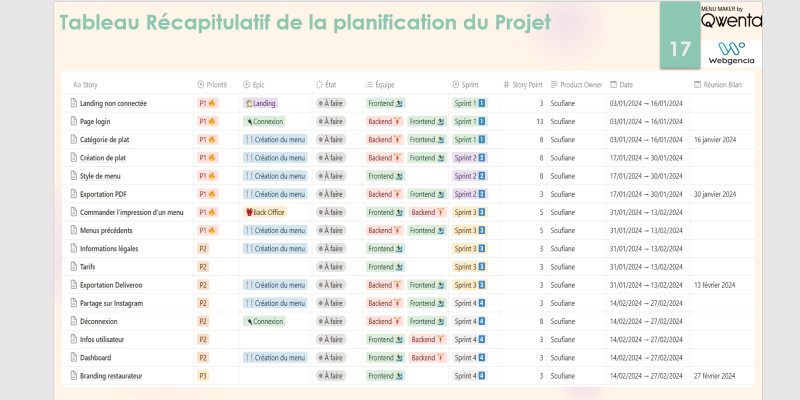 Tableau Récapitulatif de la planification du Projet
MENU MAKER by
Qwenta
17
Webgencia
Aa Story Priorité Epic État Équipe Sprint # Story Point Product Owner Date Réunion Bilan
Landing non connectée P1 Landing À faire Frontend Sprint 1 1 3 Soufiane 03/01/2024 → 16/01/2024
Page login P1 Connexion À faire Backend Frontend Sprint 1 1 13 Soufiane 03/01/2024 → 16/01/2024
Catégorie de plat P1 Création du menu À faire Backend Frontend Sprint 1 1 8 Soufiane 03/01/2024 → 16/01/2024 16 janvier 2024
Création de plat P1 Création du menu À faire Backend Frontend Sprint 2 2 8 Soufiane 17/01/2024 → 30/01/2024
Style de menu P1 Création du menu À faire Frontend Sprint 2 2 8 Soufiane 17/01/2024 → 30/01/2024
Exportation PDF P1 Création du menu À faire Backend Frontend Sprint 2 2 3 Soufiane 17/01/2024 → 30/01/2024 30 janvier 2024
Commander l'impression d'un menu P1 Back Office À faire Frontend Backend Sprint 3 3 5 Soufiane 31/01/2024 → 13/02/2024
Menus précédents P1 Création du menu À faire Backend Frontend Sprint 3 3 5 Soufiane 31/01/2024 → 13/02/2024
Informations légales P2 Création du menu À faire Frontend Sprint 3 3 3 Soufiane 31/01/2024 → 13/02/2024
Tarifs P2 À faire Frontend Sprint 3 3 3 Soufiane 31/01/2024 → 13/02/2024
Exportation Deliveroo P2 Création du menu À faire Backend Frontend Sprint 3 3 3 Soufiane 31/01/2024 → 13/02/2024 13 février 2024
Partage sur Instagram P2 Création du menu À faire Backend Frontend Sprint 4 4 3 Soufiane 14/02/2024 → 27/02/2024
Déconnexion P2 Connexion À faire Backend Frontend Sprint 4 4 8 Soufiane 14/02/2024 → 27/02/2024
Infos utilisateur P2 À faire Frontend Backend Sprint 4 4 3 Soufiane 14/02/2024 → 27/02/2024
Dashboard P2 Création du menu À faire Frontend Backend Sprint 4 4 3 Soufiane 14/02/2024 → 27/02/2024
Branding restaurateur P3 À faire Frontend Sprint 4 4 3 Soufiane 14/02/2024 → 27/02/2024 27 février 2024